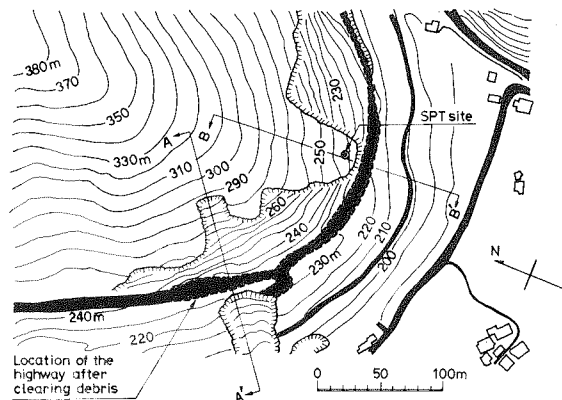 380m
370
350
330m
310
300
290
A
B
230
250
SPT site
260
240
230m
220
210
200
B'
N
240m
220
Location of the
highway after
clearing debris
A'
0
50
100m